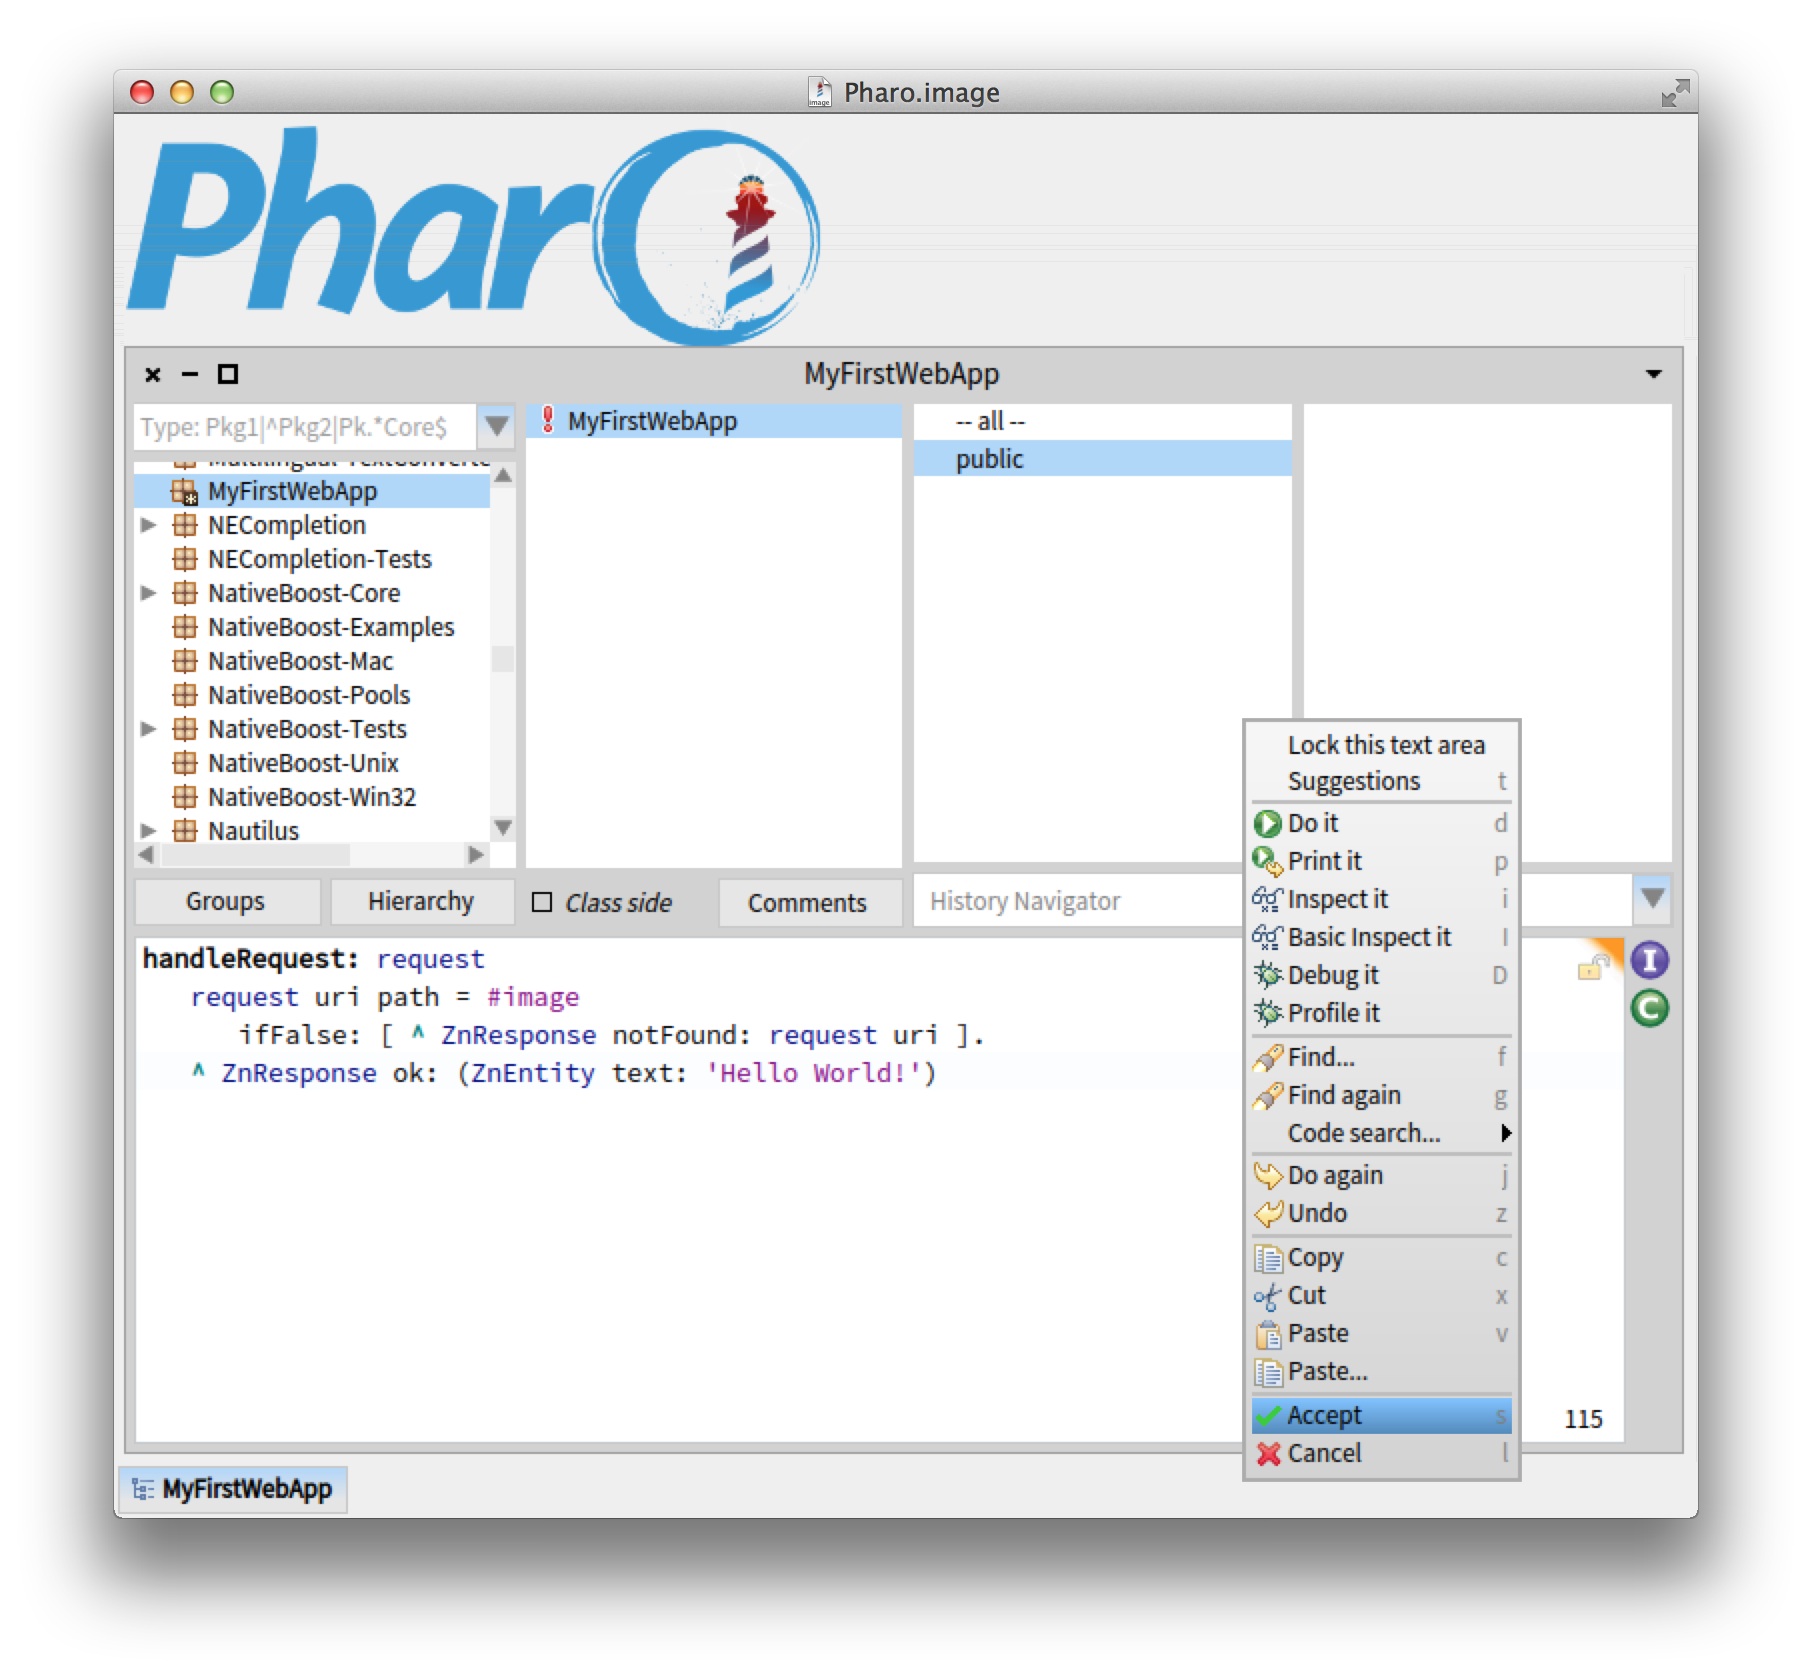 Pharo.image
Pharo
MyFirstWebApp
Type: Pkg1|^Pkg2|Pk.*Core$
MyFirstWebApp
NECompletion
NECompletion-Tests
NativeBoost-Core
NativeBoost-Examples
NativeBoost-Mac
NativeBoost-Pools
NativeBoost-Tests
NativeBoost-Unix
NativeBoost-Win32
Nautilus
MyFirstWebApp
-- all --
public
Groups
Hierarchy
Class side
Comments
History Navigator
handleRequest: request
request uri path = #image
ifFalse: [ ^ ZnResponse notFound: request uri ].
^ ZnResponse ok: (ZnEntity text: 'Hello World!')
I
C
115
Lock this text area
Suggestions t
Do it d
Print it p
Inspect it i
Basic Inspect it I
Debug it D
Profile it
Find... f
Find again g
Code search...
Do again j
Undo z
Copy c
Cut x
Paste v
Paste...
Accept s
Cancel l
MyFirstWebApp